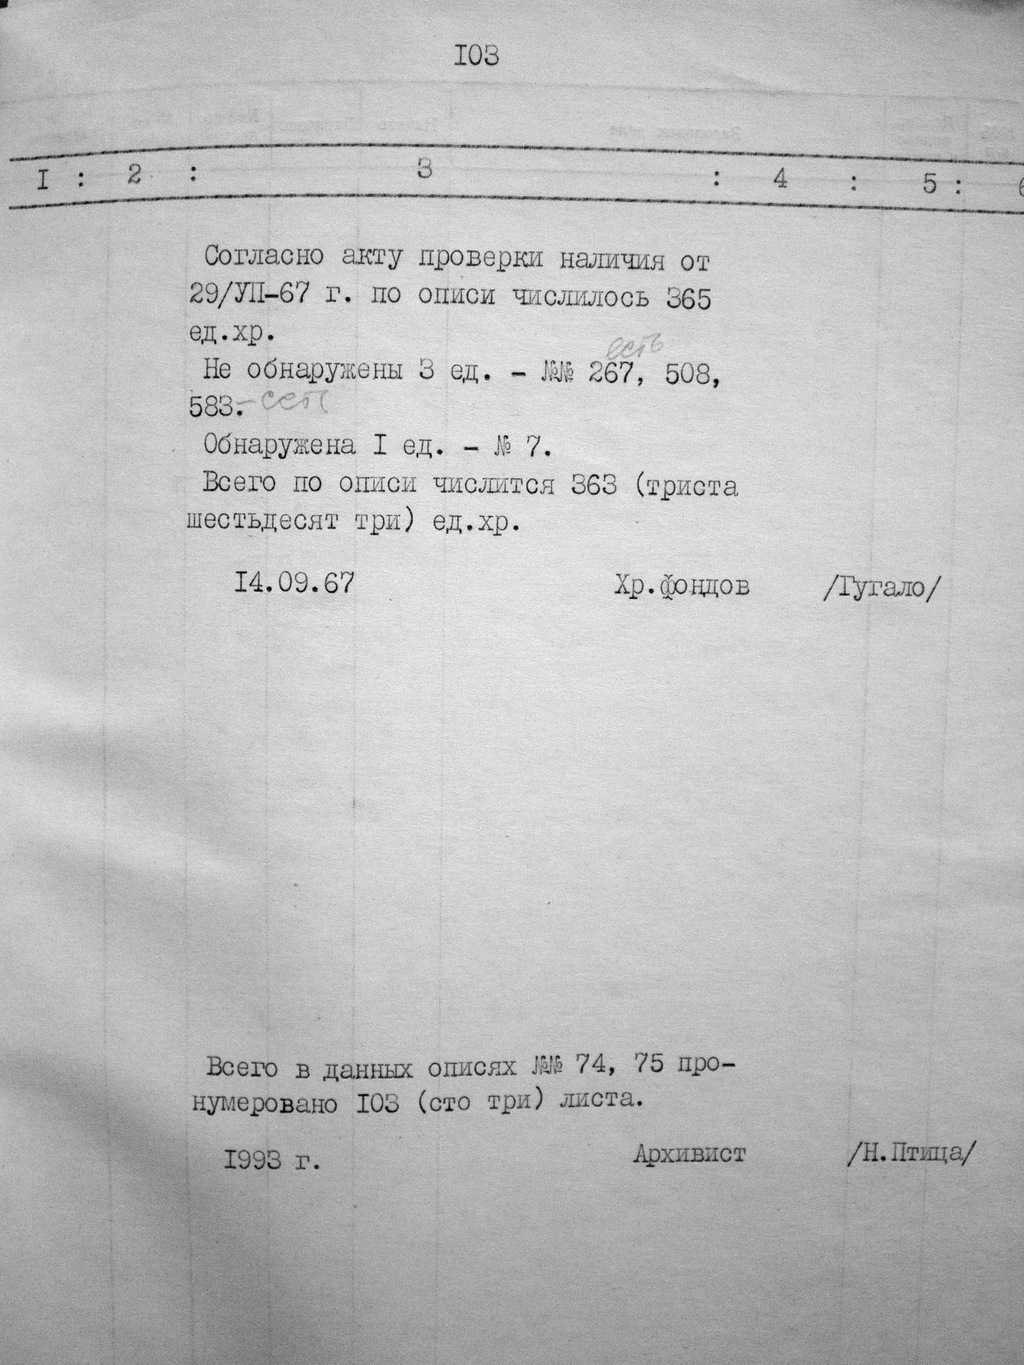 I03
I : 2 : 3 : 4 : 5 : 6
Согласно акту проверки наличия от
29/УП-67 г. по описи числилось 365
ед.хр.
есть
Не обнаружены 3 ед. - №№ 267, 508,
583. - есть
Обнаружена I ед. - № 7.
Всего по описи числится 363 (триста
шестьдесят три) ед.хр.
I4.09.67 Хр.фондов /Гугало/
Всего в данных описях №№ 74, 75 про-
нумеровано I03 (сто три) листа.
I993 г. Архивист /Н.Птица/